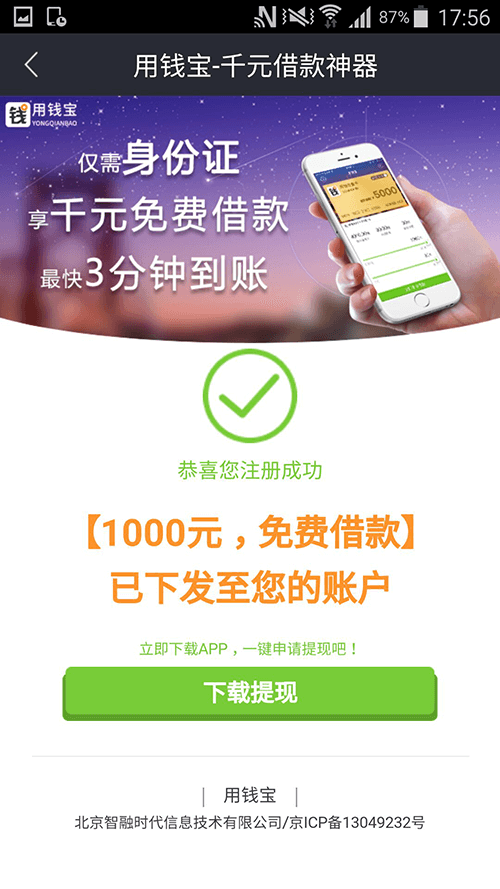 87% 17:56
用钱宝-千元借款神器
钱 用钱宝
YONGQIANBAO
仅需身份证
享千元免费借款
最快3分钟到账
5000
恭喜您注册成功
【1000元，免费借款】
已下发至您的账户
立即下载APP，一键申请提现吧！
下载提现
| 用钱宝 |
北京智融时代信息技术有限公司/京ICP备13049232号